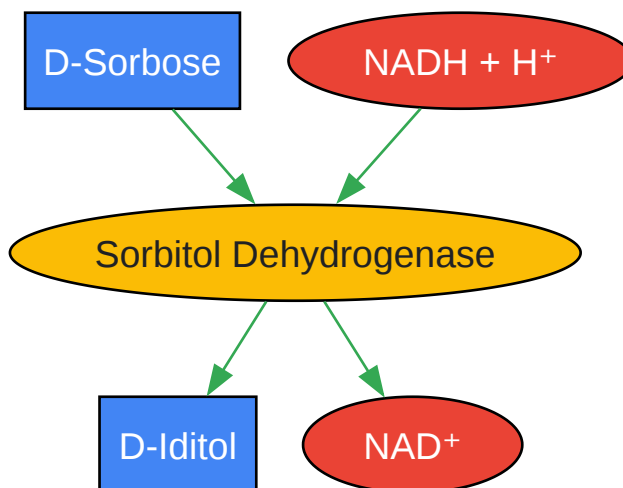 D-Sorbose
NADH + H⁺
Sorbitol Dehydrogenase
D-Iditol
NAD⁺